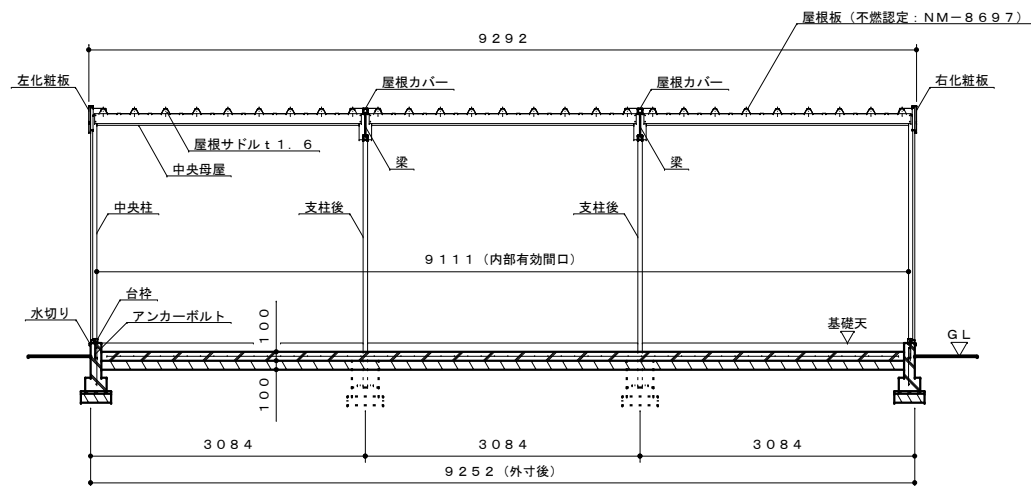 屋根板（不燃認定：ＮＭ－８６９７）
９２９２
左化粧板
屋根カバー
屋根カバー
右化粧板
屋根サドルｔ１．６
中央母屋
梁
梁
中央柱
支柱後
支柱後
９１１１（内部有効間口）
台枠
水切り
アンカーボルト
１００
基礎天
ＧＬ
１００
３０８４
３０８４
３０８４
９２５２（外寸後）